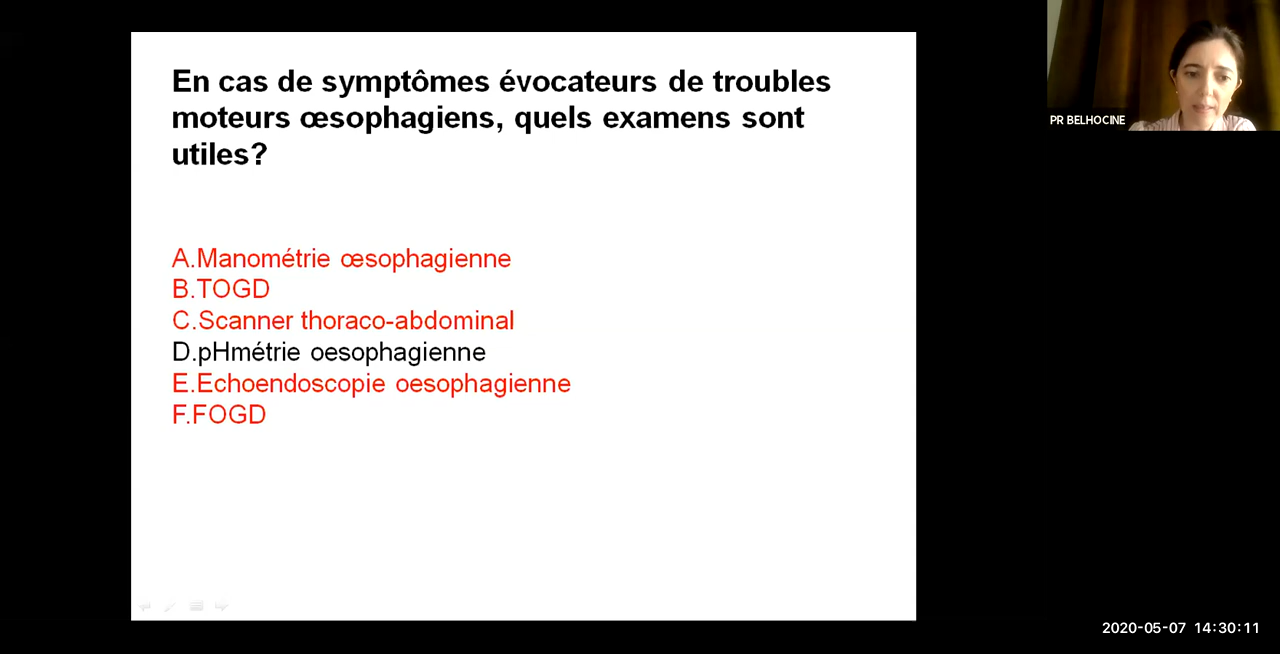 En cas de symptômes évocateurs de troubles
moteurs œsophagiens, quels examens sont
utiles?
A.Manométrie œsophagienne
B.TOGD
C.Scanner thoraco-abdominal
D.pHmétrie oesophagienne
E.Echoendoscopie oesophagienne
F.FOGD
PR BELHOCINE
2020-05-07 14:30:11